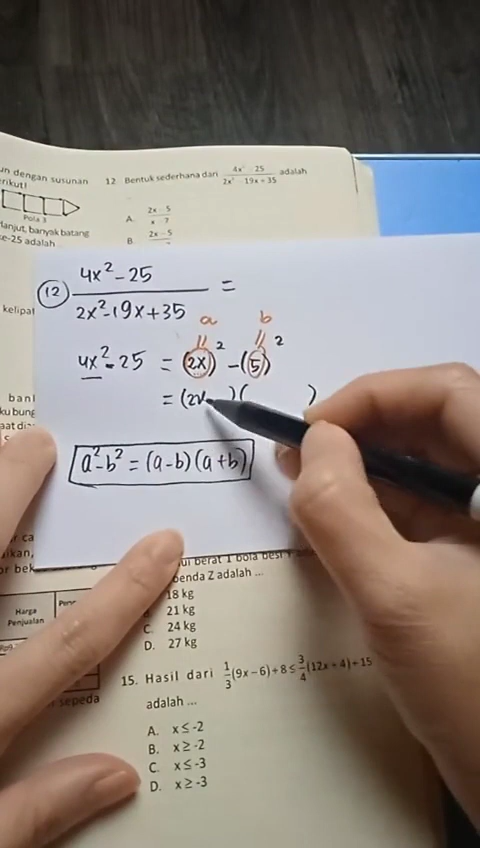 un dengan susunan
rikut!
Pola 3
lanjut, banyak batang
e-25 adalah
12. Bentuk sederhana dari (4x² - 25)/(2x² - 19x + 35) adalah
A. (2x - 5)/(x - 7)
B. 2x - 5
kelipat
(12) (4x² - 25)/(2x² - 19x + 35) =
a b
4x² - 25 = (2x)² - (5)²
= (2x )( )
a² - b² = (a - b) (a + b)
ban
ku bung
aat di
r ca
ikan,
or bek
Harga
Penjualan
sepeda
berat 1 bola besi
benda Z adalah ...
18 kg
21 kg
C. 24 kg
D. 27 kg
15. Hasil dari 1/3(9x - 6) + 8 ≤ 3/4(12x + 4) + 15
adalah ...
A. x ≤ -2
B. x ≥ -2
C. x ≤ -3
D. x ≥ -3